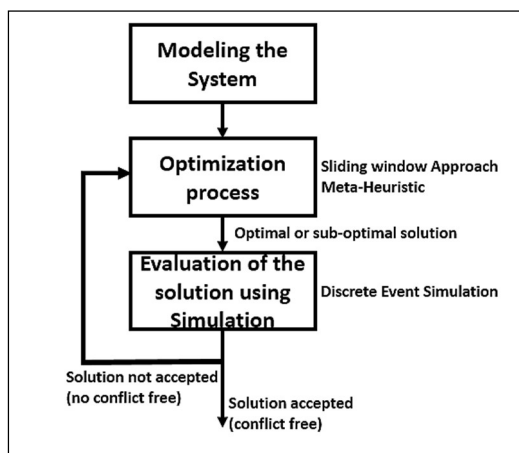 Modeling the
System
Optimization
process
Sliding window Approach
Meta-Heuristic
Optimal or sub-optimal solution
Evaluation of the
solution using
Simulation
Discrete Event Simulation
Solution not accepted
(no conflict free)
Solution accepted
(conflict free)